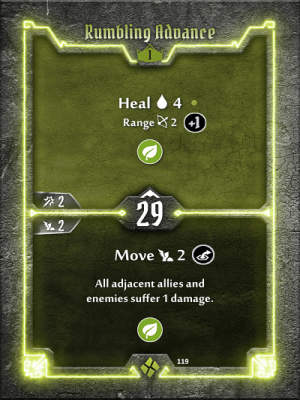 Rumbling Advance
1
Heal 4
Range 2 +1
2
29
2
Move 2
All adjacent allies and
enemies suffer 1 damage.
119